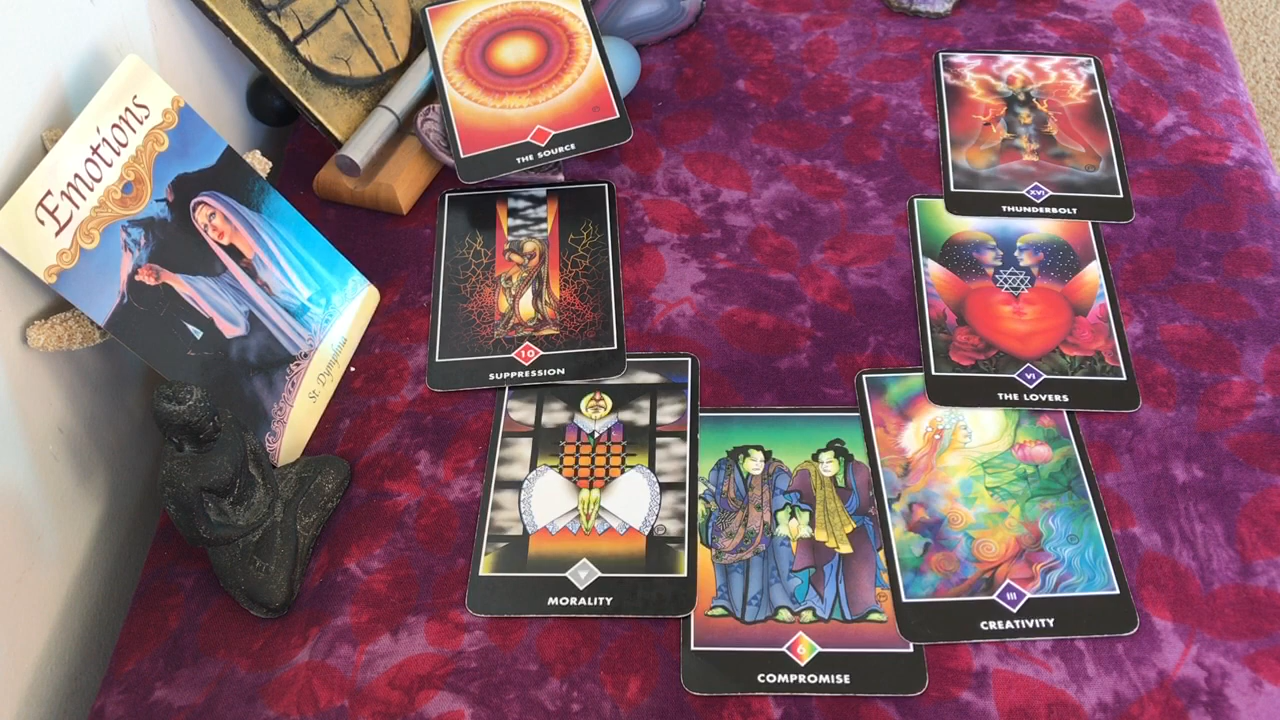 Emotions
St. Dymphna
THE SOURCE
10
SUPPRESSION
MORALITY
6
COMPROMISE
III
CREATIVITY
VI
THE LOVERS
XVI
THUNDERBOLT